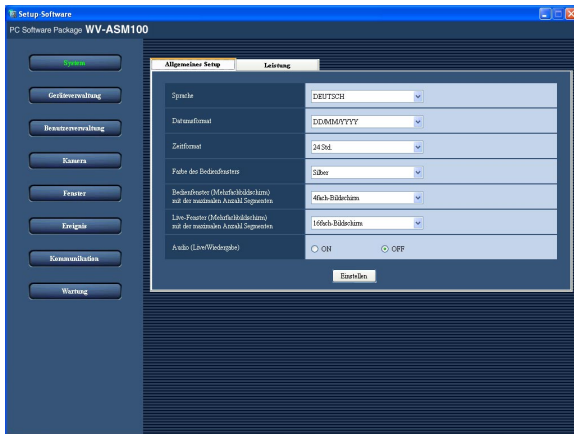 Setup-Software
PC Software Package WV-ASM100
System
Geräteverwaltung
Benutzerverwaltung
Kamera
Fenster
Ereignis
Kommunikation
Wartung
Allgemeines Setup
Leistung
Sprache
DEUTSCH
Datumsformat
DD/MM/YYYY
Zeitformat
24 Std.
Farbe des Bedienfensters
Silber
Bedienfenster (Mehrfachbildschirm)
mit der maximalen Anzahl Segmenten
4fach-Bildschirm
Live-Fenster (Mehrfachbildschirm)
mit der maximalen Anzahl Segmenten
16fach-Bildschirm
Audio (Live/Wiedergabe)
ON
OFF
Einstellen